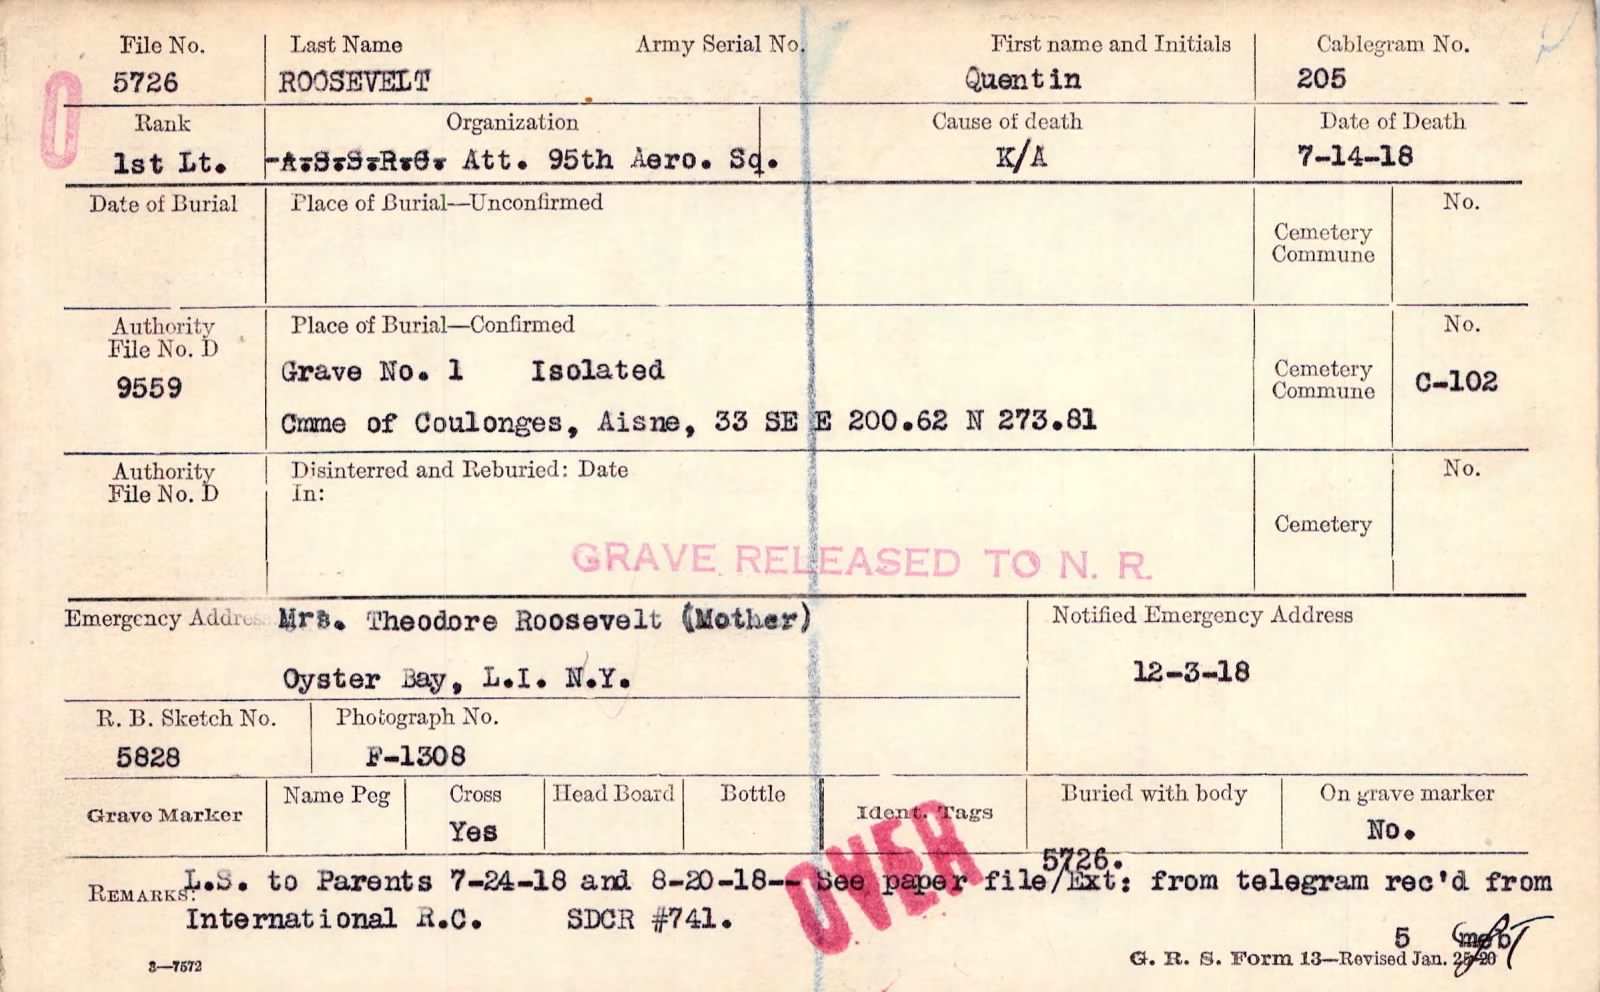 File No. Last Name Army Serial No. First name and Initials Cablegram No.
5726 ROOSEVELT Quentin 205
Rank Organization Cause of death Date of Death
1st Lt. A.S.S.R.C. Att. 95th Aero. Sq. K/A 7-14-18
Date of Burial Place of Burial—Unconfirmed No.
Cemetery
Commune
Authority Place of Burial—Confirmed No.
File No. D
9559 Grave No. 1 Isolated Cemetery
Commune C-102
Cmme of Coulonges, Aisne, 33 SE E 200.62 N 273.81
Authority Disinterred and Reburied: Date No.
File No. D In:
Cemetery
GRAVE RELEASED TO N. R.
Emergency Address Mrs. Theodore Roosevelt (Mother) Notified Emergency Address
Oyster Bay, L.I. N.Y. 12-3-18
R. B. Sketch No. Photograph No.
5828 F-1308
Grave Marker Name Peg Cross Head Board Bottle Ident. Tags Buried with body On grave marker
Yes No.
OVER
5726.
REMARKS: L.S. to Parents 7-24-18 and 8-20-18-- See paper file/Ext: from telegram rec'd from
International R.C. SDCR #741.
5 meb
3—7572 G. R. S. Form 13—Revised Jan. 25-20